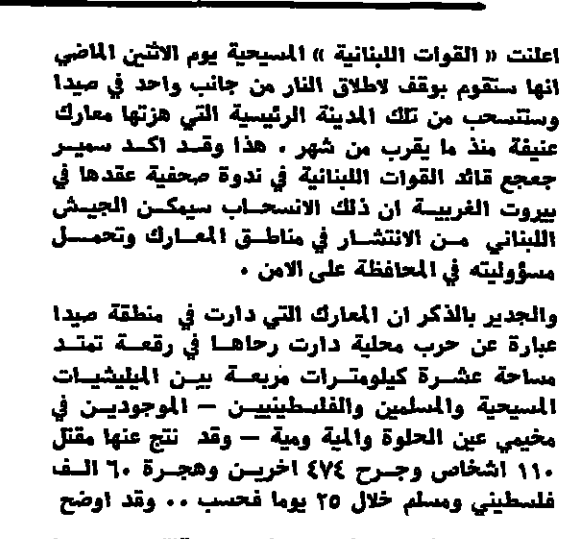 اعلنت « القوات اللبنانية » المسيحية يوم الاثنين الماضي
انها ستقوم بوقف لاطلاق النار من جانب واحد في صيدا
وستنسحب من تلك المدينة الرئيسية التي هزتها معارك
عنيفة منذ ما يقرب من شهر . هذا وقد اكد سمير
جعجع قائد القوات اللبنانية في ندوة صحفية عقدها في
بيروت الغربية ان ذلك الانسحاب سيمكن الجيش
اللبناني من الانتشار في مناطق المعارك وتحمل
مسؤوليته في المحافظة على الامن .
والجدير بالذكر ان المعارك التي دارت في منطقة صيدا
عبارة عن حرب محلية دارت رحاها في رقعة تمتد
مساحة عشرة كيلومترات مربعة بين الميليشيات
المسيحية والمسلمين والفلسطينيين — الموجودين في
مخيمي عين الحلوة والمية ومية — وقد نتج عنها مقتل
١١٠ اشخاص وجرح ٤٧٤ اخرين وهجرة ٦٠ الف
فلسطيني ومسلم خلال ٢٥ يوما فحسب .. وقد اوضح